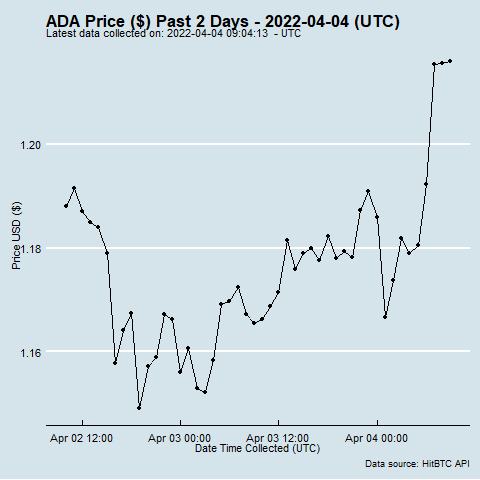 ADA Price ($) Past 2 Days - 2022-04-04 (UTC)
Latest data collected on: 2022-04-04 09:04:13 - UTC
1.20
1.18
1.16
Price USD ($)
Apr 02 12:00
Apr 03 00:00
Apr 03 12:00
Apr 04 00:00
Date Time Collected (UTC)
Data source: HitBTC API